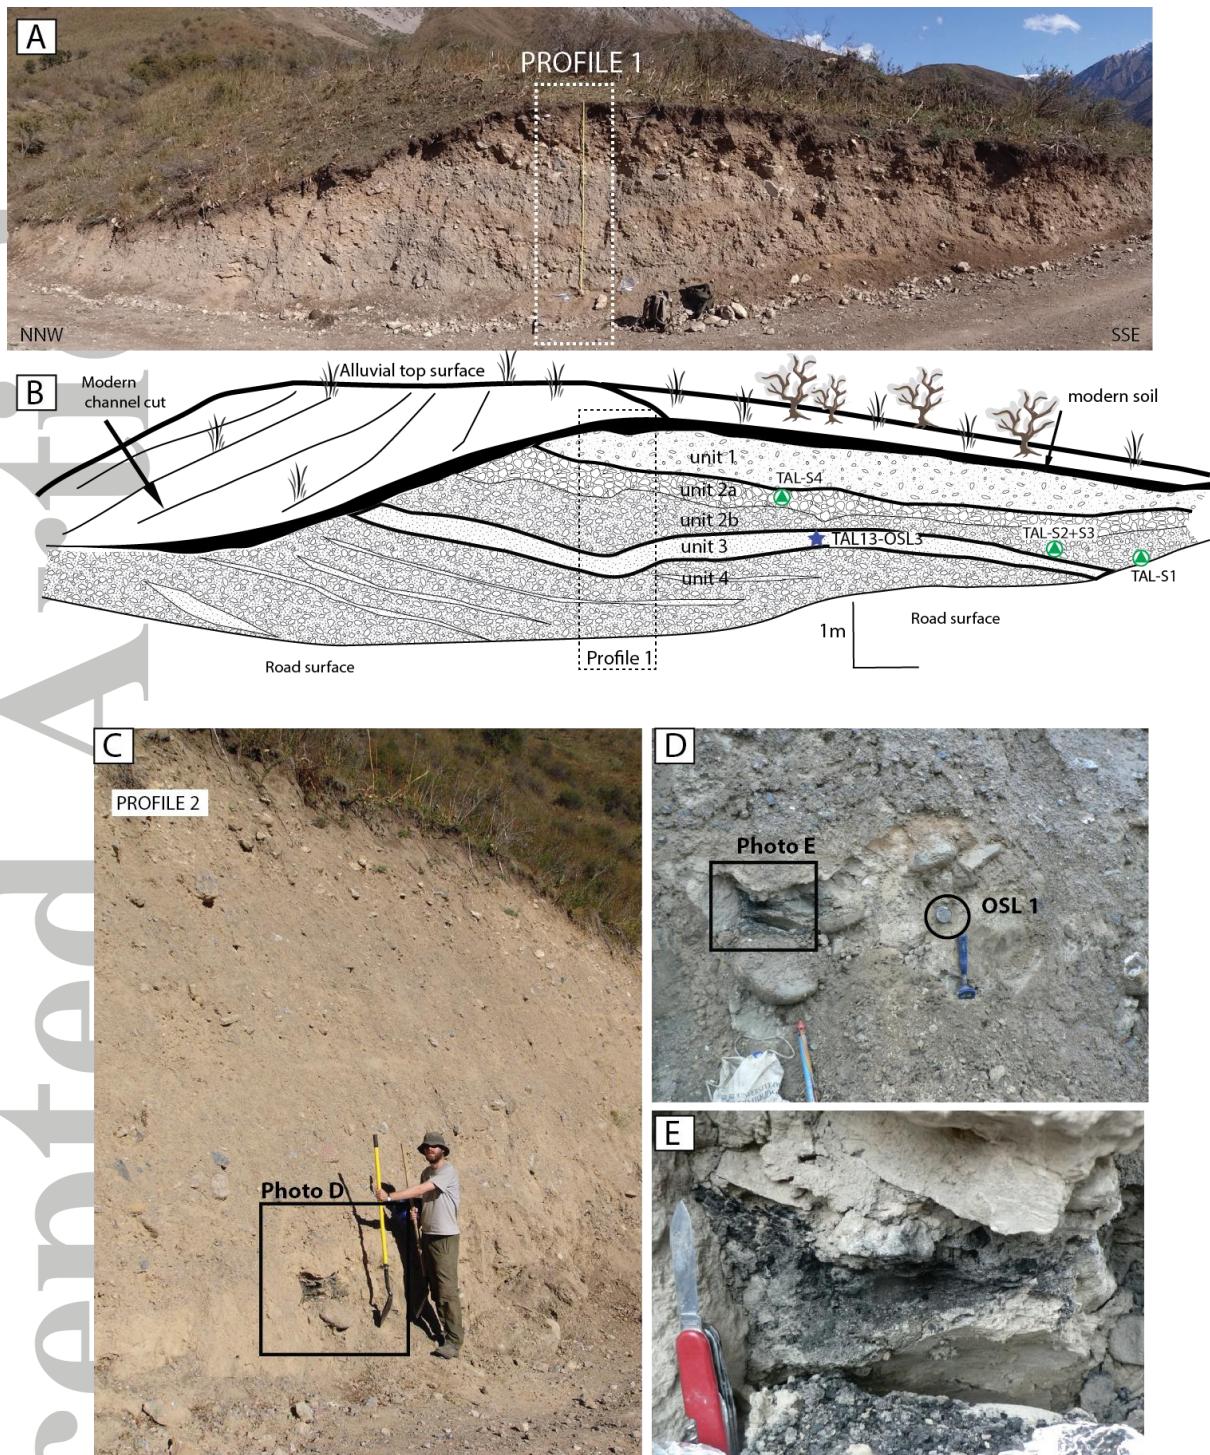 A
PROFILE 1
NNW
SSE
B
Modern
channel cut
Alluvial top surface
modern soil
unit 1
TAL-S4
unit 2a
unit 2b
TAL13-OSL3
TAL-S2+S3
unit 3
TAL-S1
unit 4
1m
Road surface
Profile 1
Road surface
C
PROFILE 2
Photo D
D
Photo E
OSL 1
E